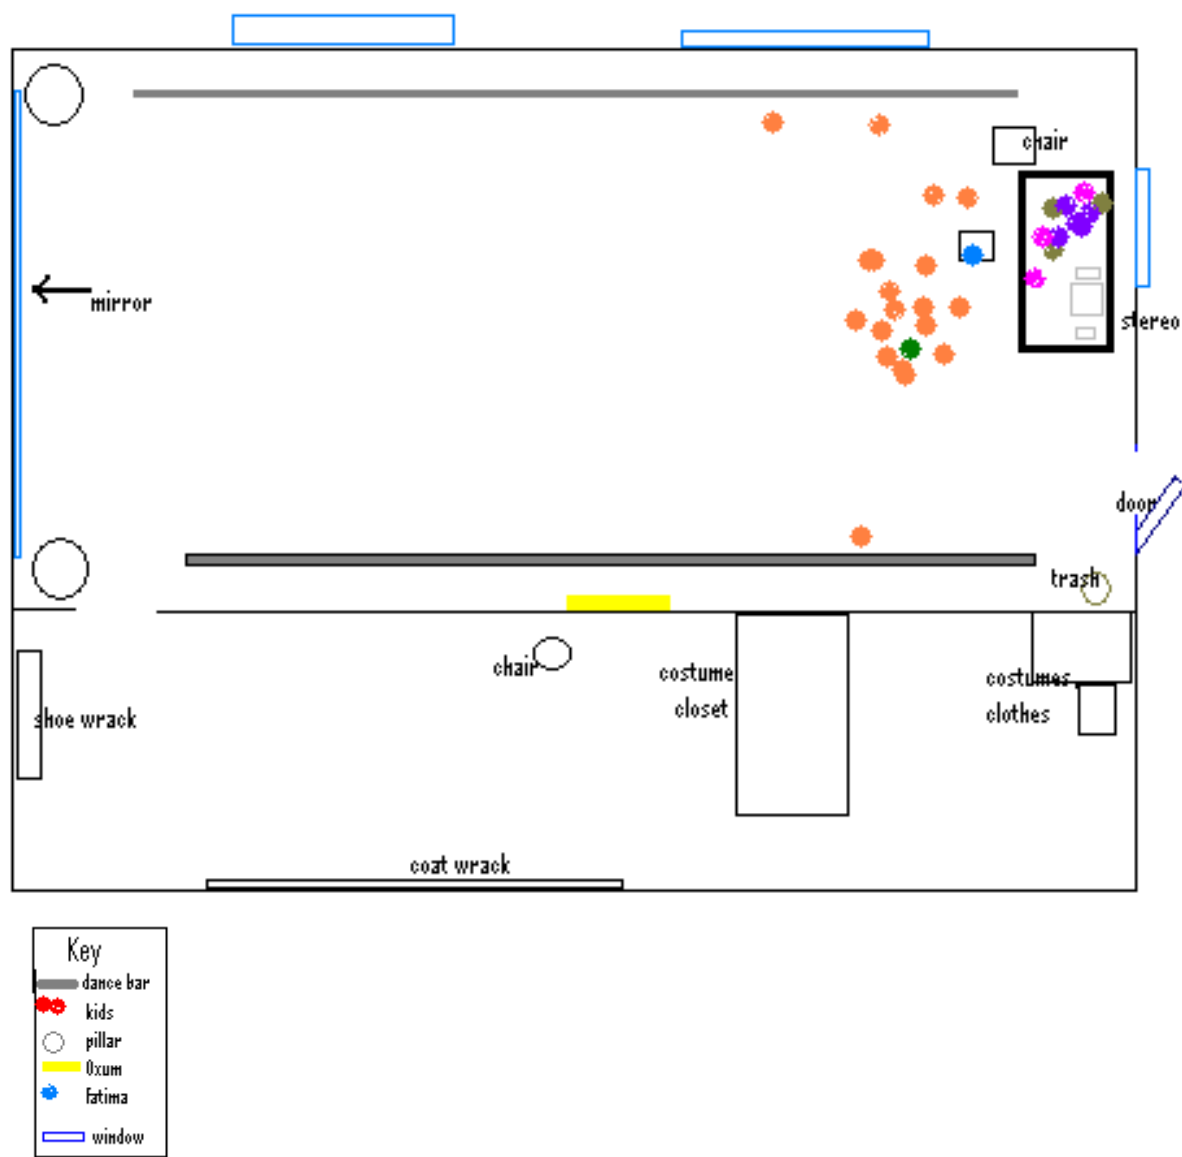 chair
mirror
stereo
door
trash
chair
costume
closet
costumes
clothes
shoe wrack
coat wrack
Key
dance bar
kids
pillar
Oxum
Fatima
window